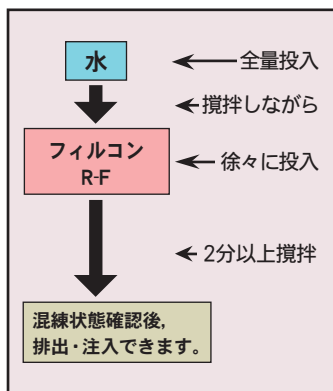 水
全量投入
撹拌しながら
フィルコン
R-F
徐々に投入
2分以上撹拌
混練状態確認後,
排出・注入できます。